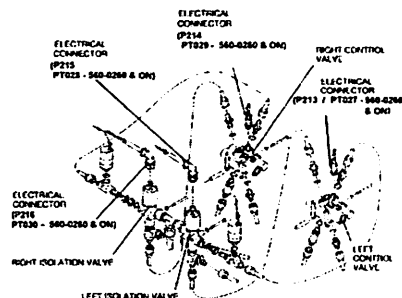 ELECTRICAL
CONNECTOR
(P214
PT029 - 560-0260 & ON)
ELECTRICAL
CONNECTOR
(P215
PT028 - 560-0260 & ON)
RIGHT CONTROL
VALVE
ELECTRICAL
CONNECTOR
(P213 / PT027 - 560-0260
& ON)
ELECTRICAL
CONNECTOR
(P216
PT030 - 560-0260 & ON)
RIGHT ISOLATION VALVE
LEFT ISOLATION VALVE
LEFT
CONTROL
VALVE